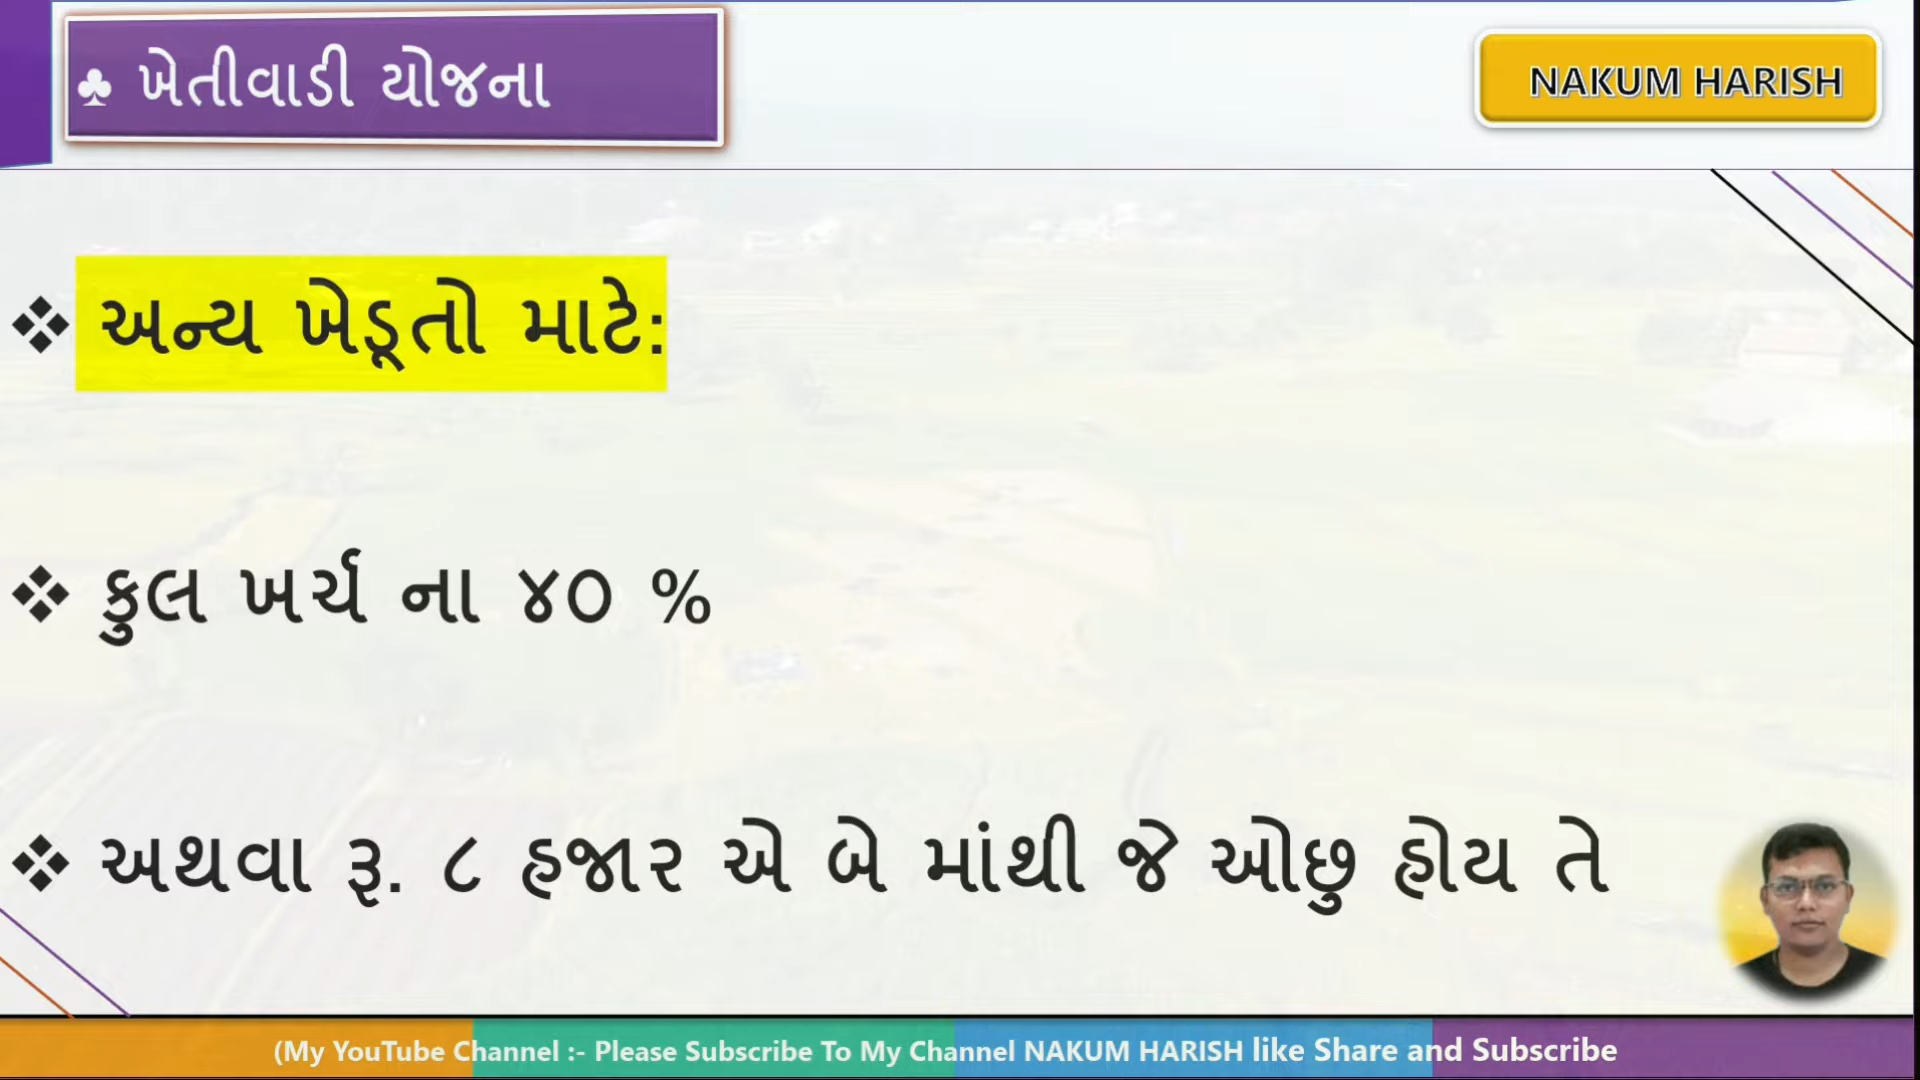 ♣ ખેતીવાડી યોજના
NAKUM HARISH
❖ અન્ય ખેડૂતો માટે:
❖ કુલ ખર્ચ ના ૪૦ %
❖ અથવા રૂ. ૮ હજાર એ બે માંથી જે ઓછુ હોય તે
(My YouTube Channel :- Please Subscribe To My Channel NAKUM HARISH like Share and Subscribe